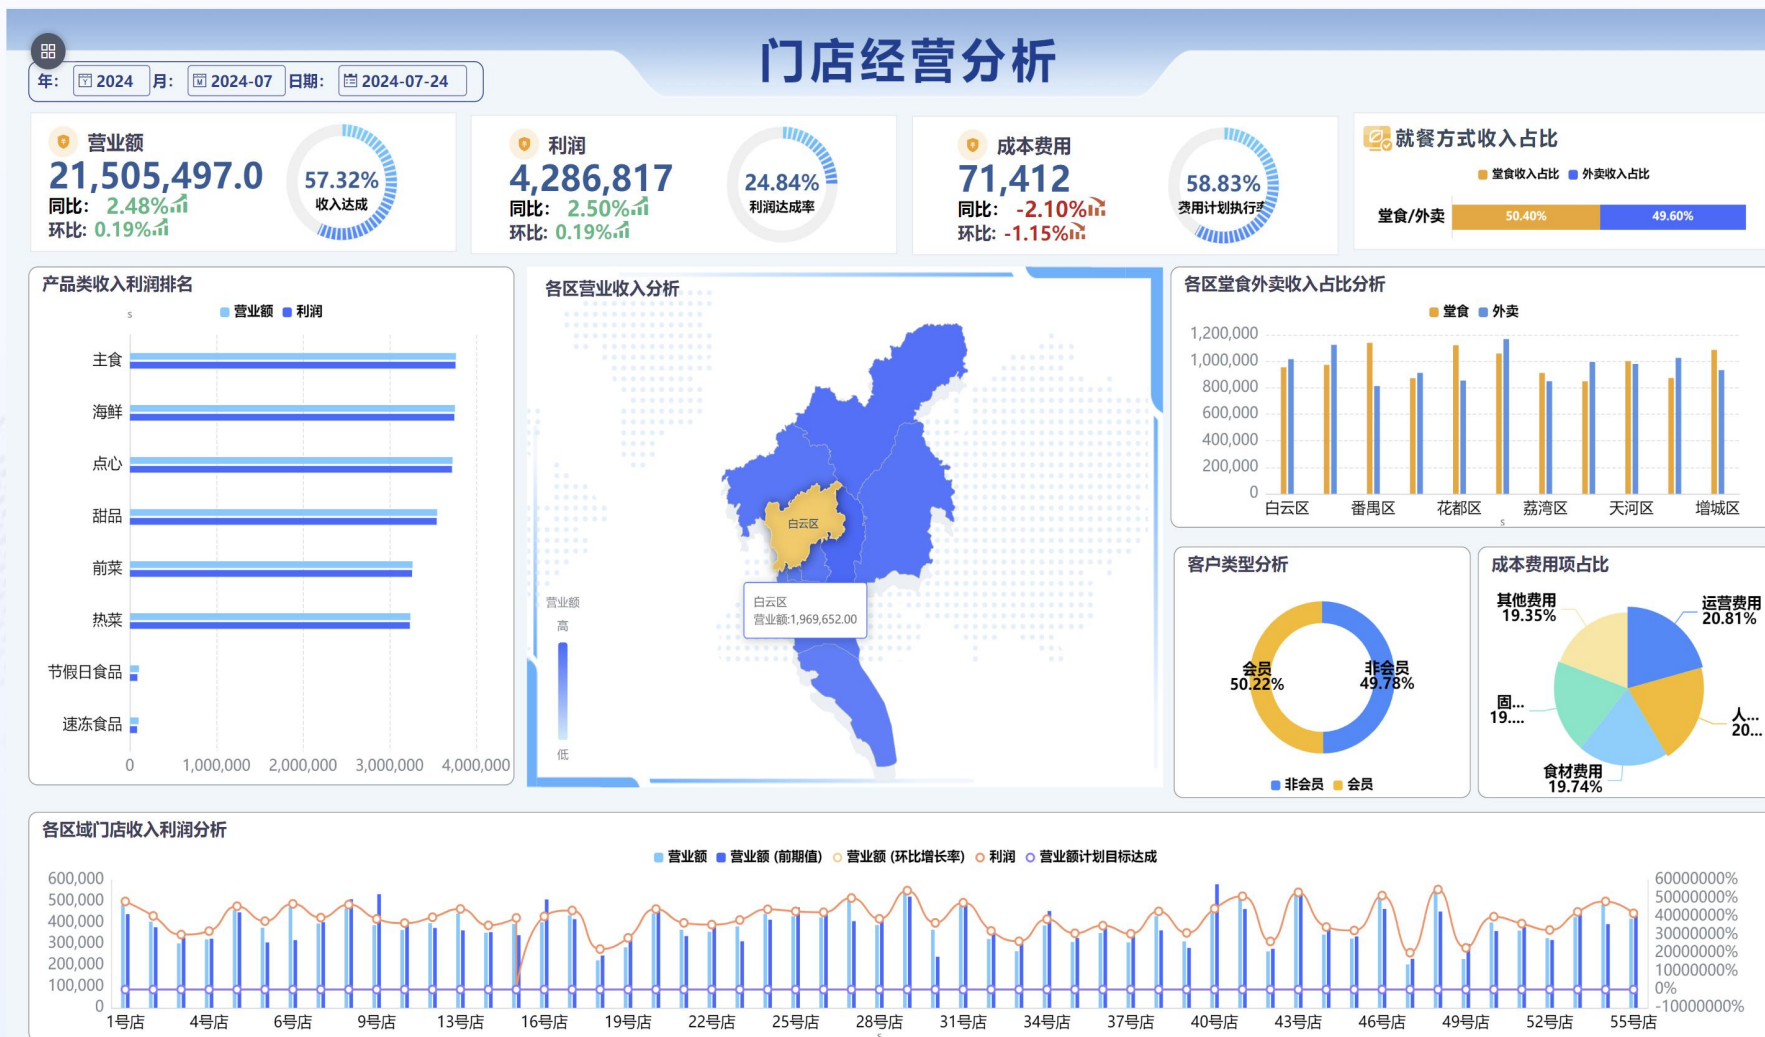 门店经营分析
年: 2024 月: 2024-07 日期: 2024-07-24
营业额
21,505,497.0
同比: 2.48%
环比: 0.19%
57.32%
收入达成
利润
4,286,817
同比: 2.50%
环比: 0.19%
24.84%
利润达成率
成本费用
71,412
同比: -2.10%
环比: -1.15%
58.83%
费用计划执行率
就餐方式收入占比
堂食收入占比 外卖收入占比
堂食/外卖 50.40% 49.60%
产品类收入利润排名
s
营业额 利润
主食
海鲜
点心
甜品
前菜
热菜
节假日食品
速冻食品
0 1,000,000 2,000,000 3,000,000 4,000,000
各区营业收入分析
白云区
白云区
营业额:1,969,652.00
营业额
高
低
各区堂食外卖收入占比分析
堂食 外卖
1,200,000
1,000,000
800,000
600,000
400,000
200,000
0
白云区 番禺区 花都区 荔湾区 天河区 增城区
s
客户类型分析
会员
50.22%
非会员
49.78%
非会员 会员
成本费用项占比
其他费用
19.35%
运营费用
20.81%
固...
19....
人...
20...
食材费用
19.74%
各区域门店收入利润分析
营业额 营业额 (前期值) 营业额 (环比增长率) 利润 营业额计划目标达成
600,000
500,000
400,000
300,000
200,000
100,000
0
60000000%
50000000%
40000000%
30000000%
20000000%
10000000%
0%
-10000000%
1号店 4号店 6号店 9号店 13号店 16号店 19号店 22号店 25号店 28号店 31号店 34号店 37号店 40号店 43号店 46号店 49号店 52号店 55号店
s